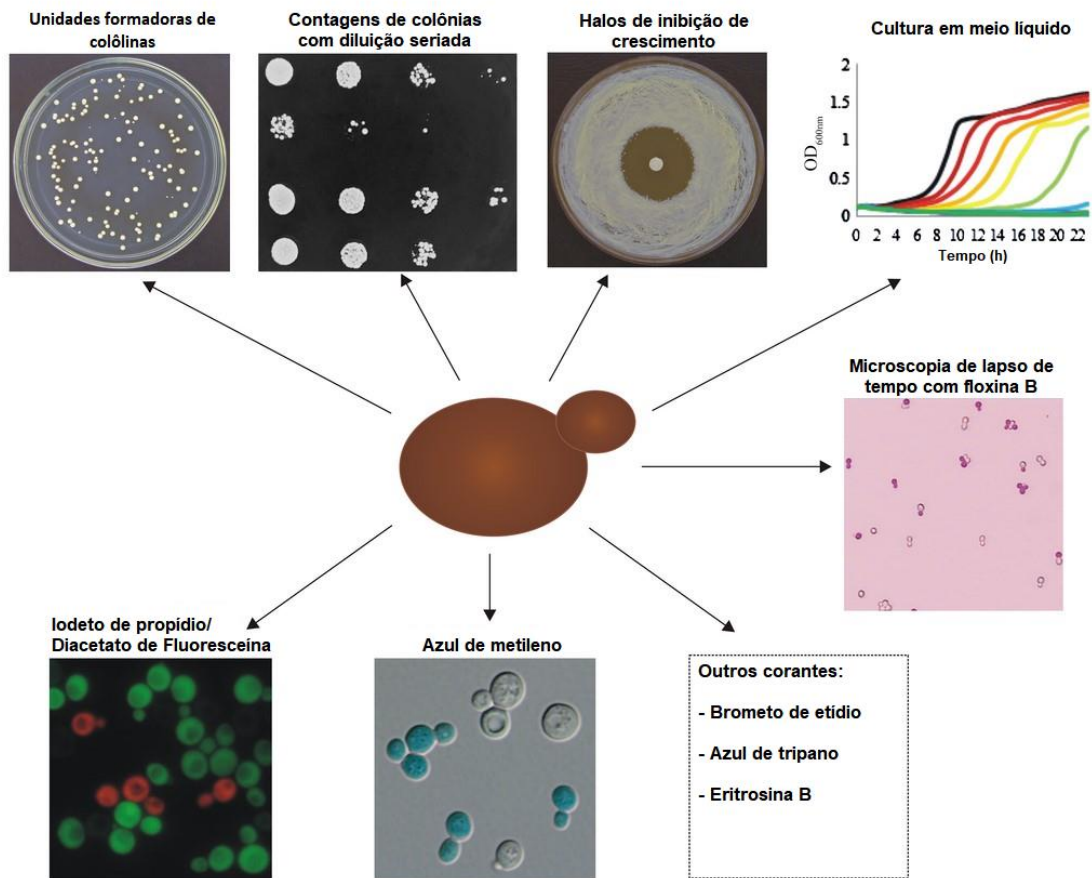 Unidades formadoras de
colôlinas
Contagens de colônias
com diluição seriada
Halos de inibição de
crescimento
Cultura em meio líquido
2
1.5
1
0.5
0
OD600nm
0 2 4 6 8 10 12 14 16 18 20 22
Tempo (h)
Microscopia de lapso de
tempo com floxina B
Iodeto de propídio/
Diacetato de Fluoresceína
Azul de metileno
Outros corantes:
- Brometo de etídio
- Azul de tripano
- Eritrosina B